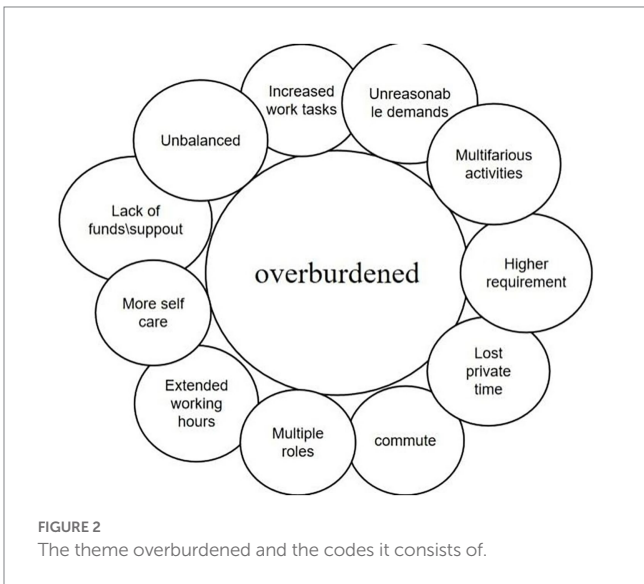 Increased
work tasks
Unreasonab
le demands
Multifarious
activities
Higher
requirement
Lost
private
time
commute
Multiple
roles
Extended
working
hours
More self
care
Lack of
funds\suppout
Unbalanced
overburdened
FIGURE 2
The theme overburdened and the codes it consists of.